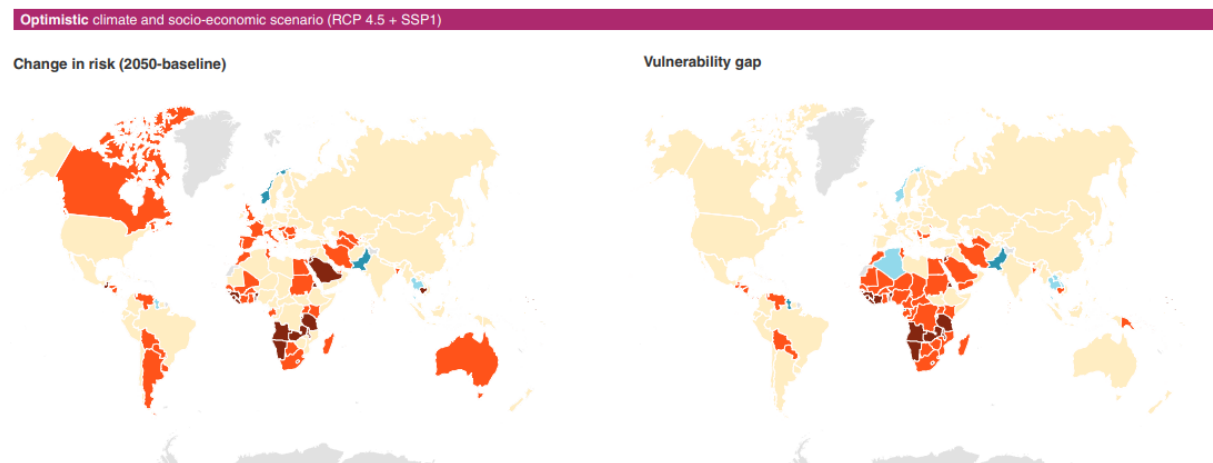 Optimistic climate and socio-economic scenario (RCP 4.5 + SSP1)
Change in risk (2050-baseline)
Vulnerability gap